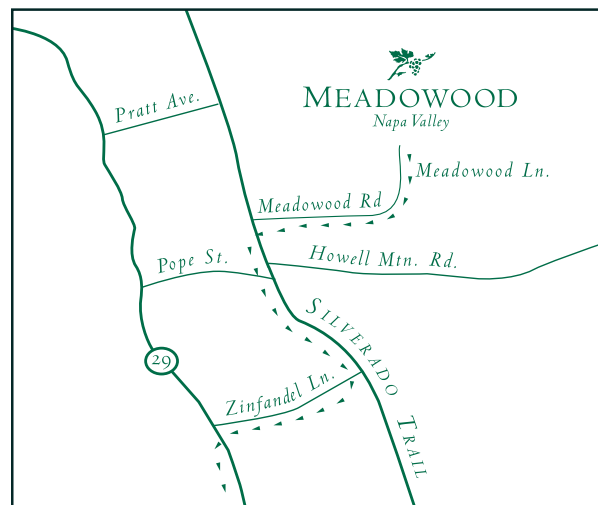 MEADOWOOD
Napa Valley
Pratt Ave.
Meadowood Ln.
Meadowood Rd
Howell Mtn. Rd.
Pope St.
SILVERADO TRAIL
29
Zinfandel Ln.